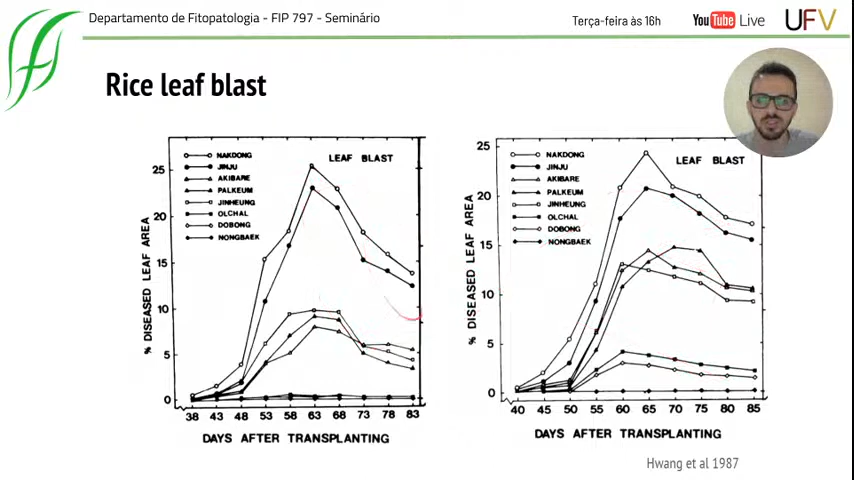 Departamento de Fitopatologia - FIP 797 - Seminário
Terça-feira às 16h
YouTube Live
UFV
Rice leaf blast
LEAF BLAST
NAKDONG
JINJU
AKIBARE
PALKEUM
JINHEUNG
OLCHAL
DOBONG
NONGBAEK
% DISEASED LEAF AREA
25
20
15
10
5
0
38 43 48 53 58 63 68 73 78 83
DAYS AFTER TRANSPLANTING
LEAF BLAST
NAKDONG
JINJU
AKIBARE
PALKEUM
JINHEUNG
OLCHAL
DOBONG
NONGBAEK
% DISEASED LEAF AREA
25
20
15
10
5
0
40 45 50 55 60 65 70 75 80 85
DAYS AFTER TRANSPLANTING
Hwang et al 1987